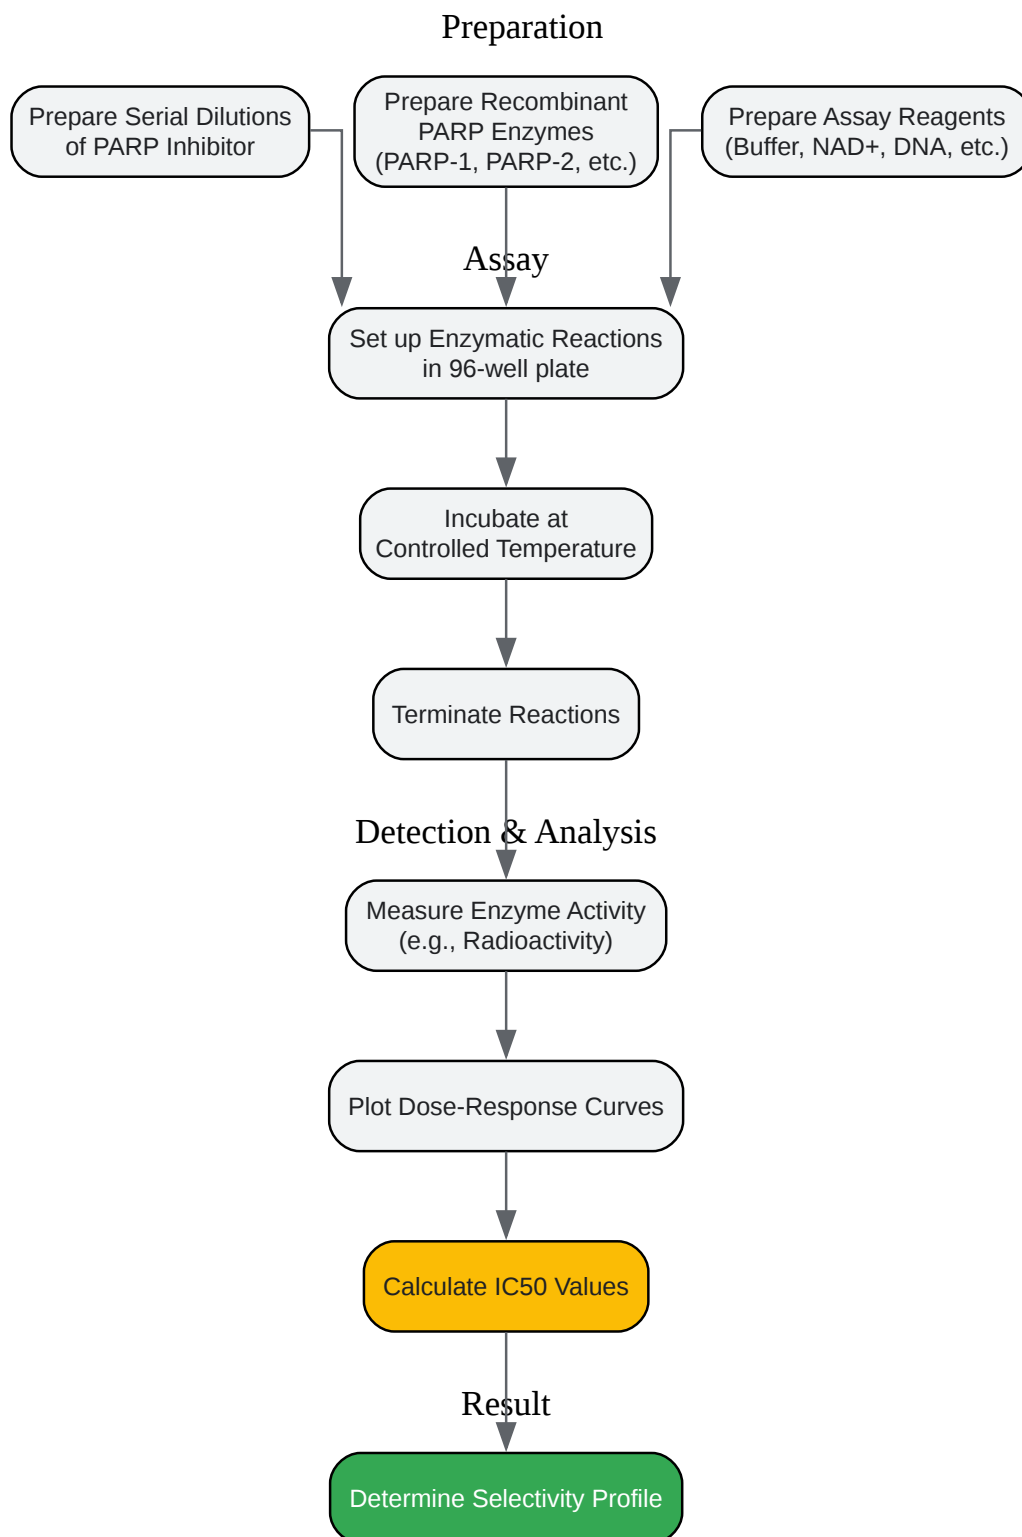 Preparation
Prepare Serial Dilutions
of PARP Inhibitor
Prepare Recombinant
PARP Enzymes
(PARP-1, PARP-2, etc.)
Prepare Assay Reagents
(Buffer, NAD+, DNA, etc.)
Assay
Set up Enzymatic Reactions
in 96-well plate
Incubate at
Controlled Temperature
Terminate Reactions
Detection & Analysis
Measure Enzyme Activity
(e.g., Radioactivity)
Plot Dose-Response Curves
Calculate IC50 Values
Result
Determine Selectivity Profile